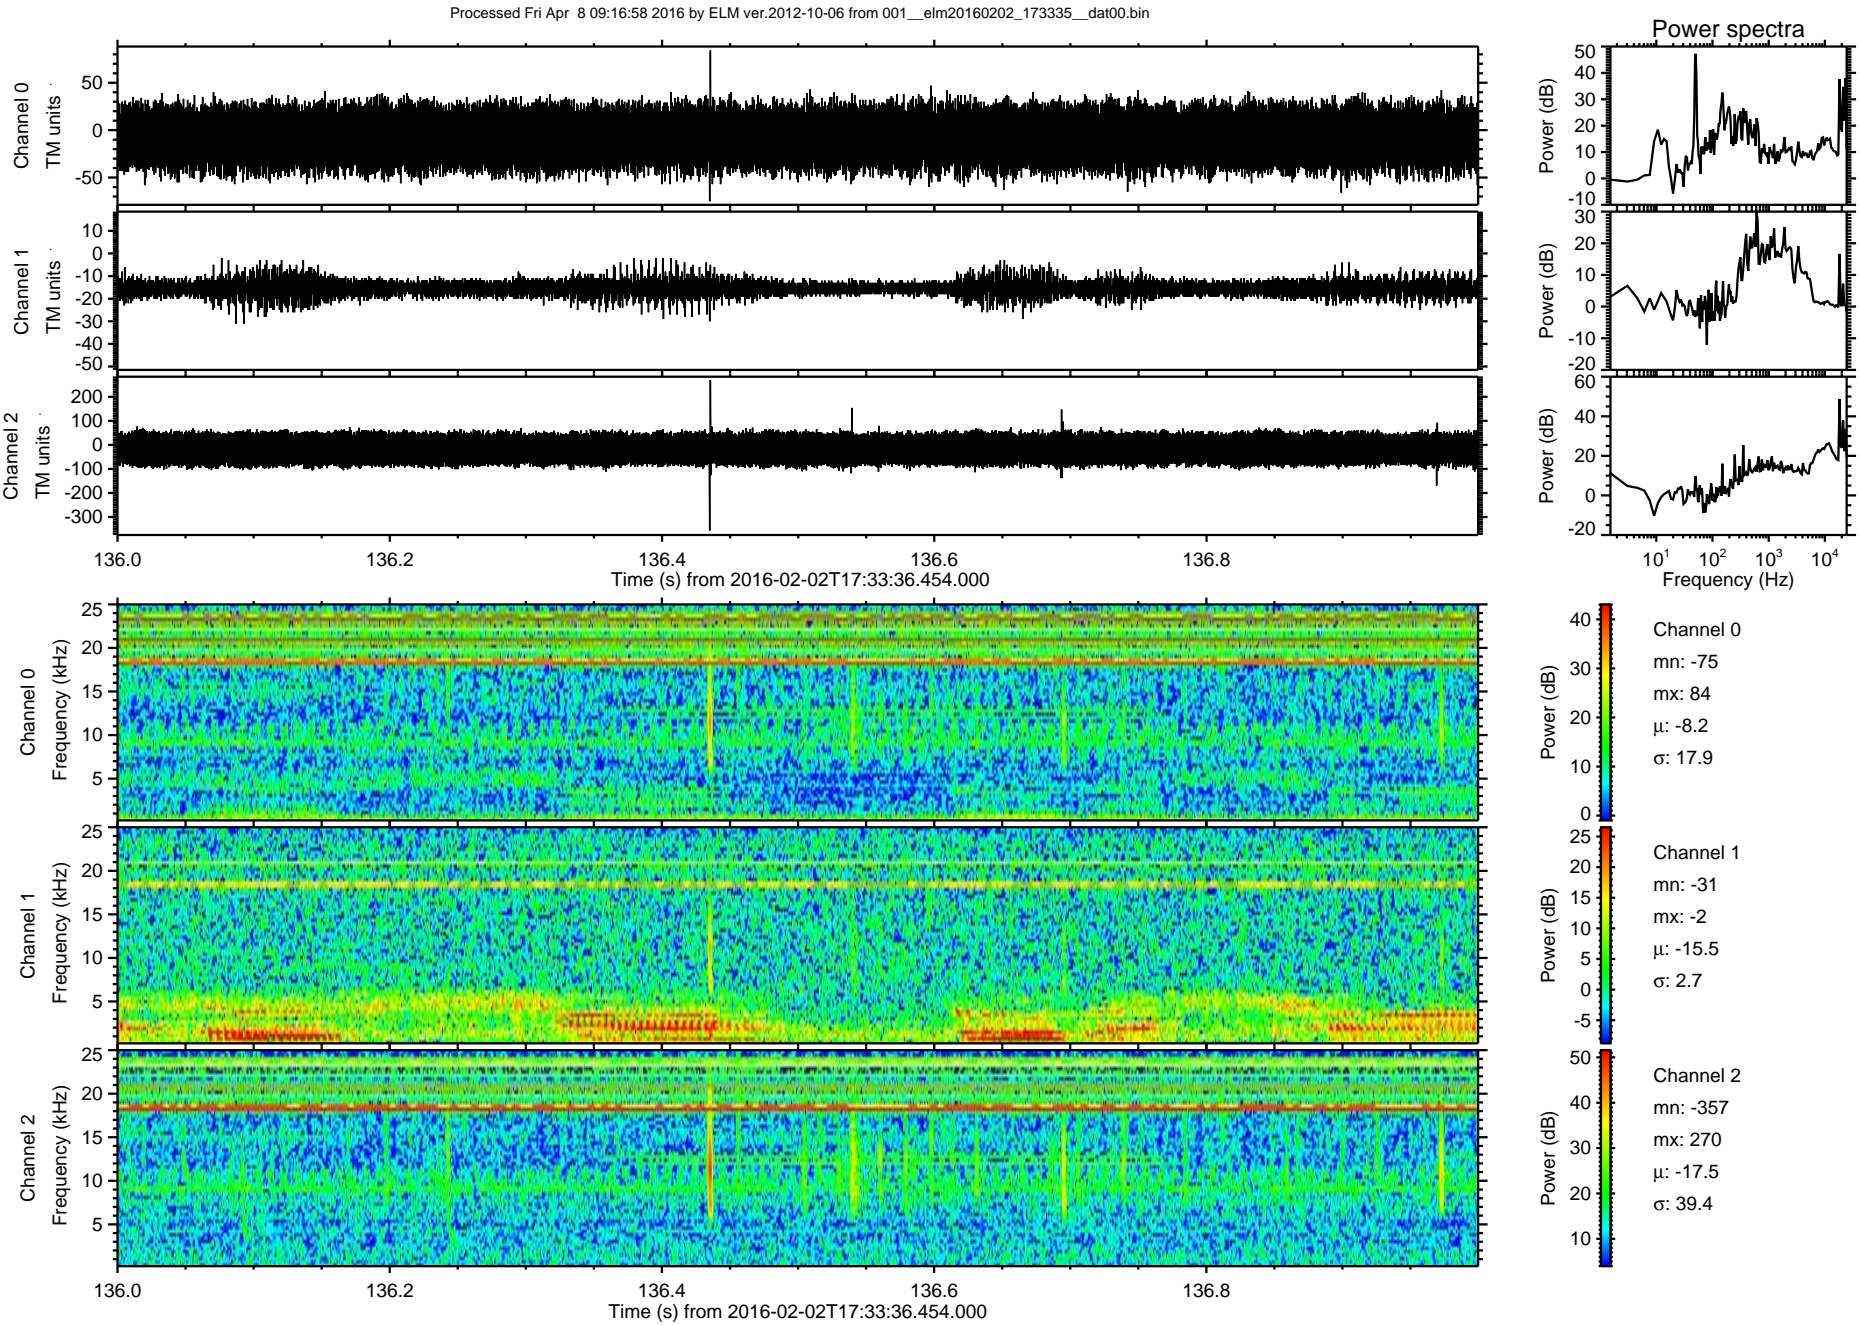 Processed Fri Apr  8 09:16:58 2016 by ELM ver.2012-10-06 from 001__elm20160202_173335__dat00.bin
Power spectra
Channel 0
TM units
50
0
-50
Power (dB)
50
40
30
20
10
0
-10
Channel 1
TM units
10
0
-10
-20
-30
-40
-50
Power (dB)
30
20
10
0
-10
-20
Channel 2
TM units
200
100
0
-100
-200
-300
Power (dB)
60
40
20
0
-20
136.0 136.2 136.4 136.6 136.8
Time (s) from 2016-02-02T17:33:36.454.000
10^1 10^2 10^3 10^4
Frequency (Hz)
Channel 0
Frequency (kHz)
25
20
15
10
5
Power (dB)
40
30
20
10
0
Channel 0
mn: -75
mx: 84
μ: -8.2
σ: 17.9
Channel 1
Frequency (kHz)
25
20
15
10
5
Power (dB)
25
20
15
10
5
0
-5
Channel 1
mn: -31
mx: -2
μ: -15.5
σ: 2.7
Channel 2
Frequency (kHz)
25
20
15
10
5
Power (dB)
50
40
30
20
10
Channel 2
mn: -357
mx: 270
μ: -17.5
σ: 39.4
136.0 136.2 136.4 136.6 136.8
Time (s) from 2016-02-02T17:33:36.454.000